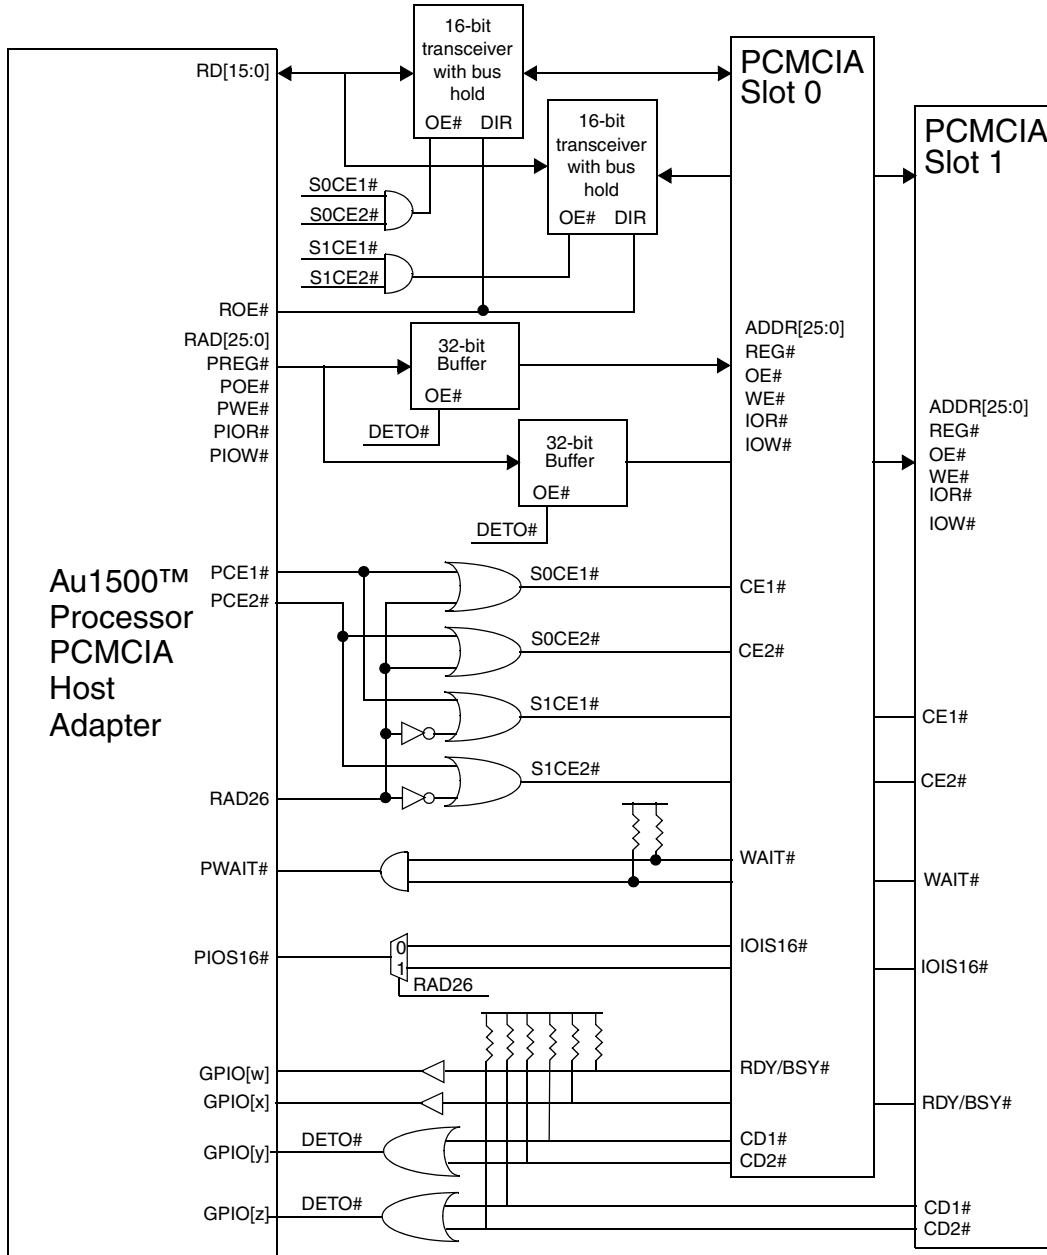 16-bit
transceiver
with bus
hold
OE# DIR
RD[15:0]
PCMCIA
Slot 0
16-bit
transceiver
with bus
hold
OE# DIR
PCMCIA
Slot 1
S0CE1#
S0CE2#
S1CE1#
S1CE2#
ROE#
RAD[25:0]
PREG#
POE#
PWE#
PIOR#
PIOW#
32-bit
Buffer
OE#
DETO#
32-bit
Buffer
OE#
DETO#
ADDR[25:0]
REG#
OE#
WE#
IOR#
IOW#
ADDR[25:0]
REG#
OE#
WE#
IOR#
IOW#
Au1500™
Processor
PCMCIA
Host
Adapter
PCE1#
PCE2#
S0CE1#
CE1#
S0CE2#
CE2#
S1CE1#
CE1#
S1CE2#
CE2#
RAD26
PWAIT#
WAIT#
WAIT#
PIOS16#
0
1
RAD26
IOIS16#
IOIS16#
GPIO[w]
RDY/BSY#
GPIO[x]
RDY/BSY#
GPIO[y]
DETO#
CD1#
CD2#
GPIO[z]
DETO#
CD1#
CD2#